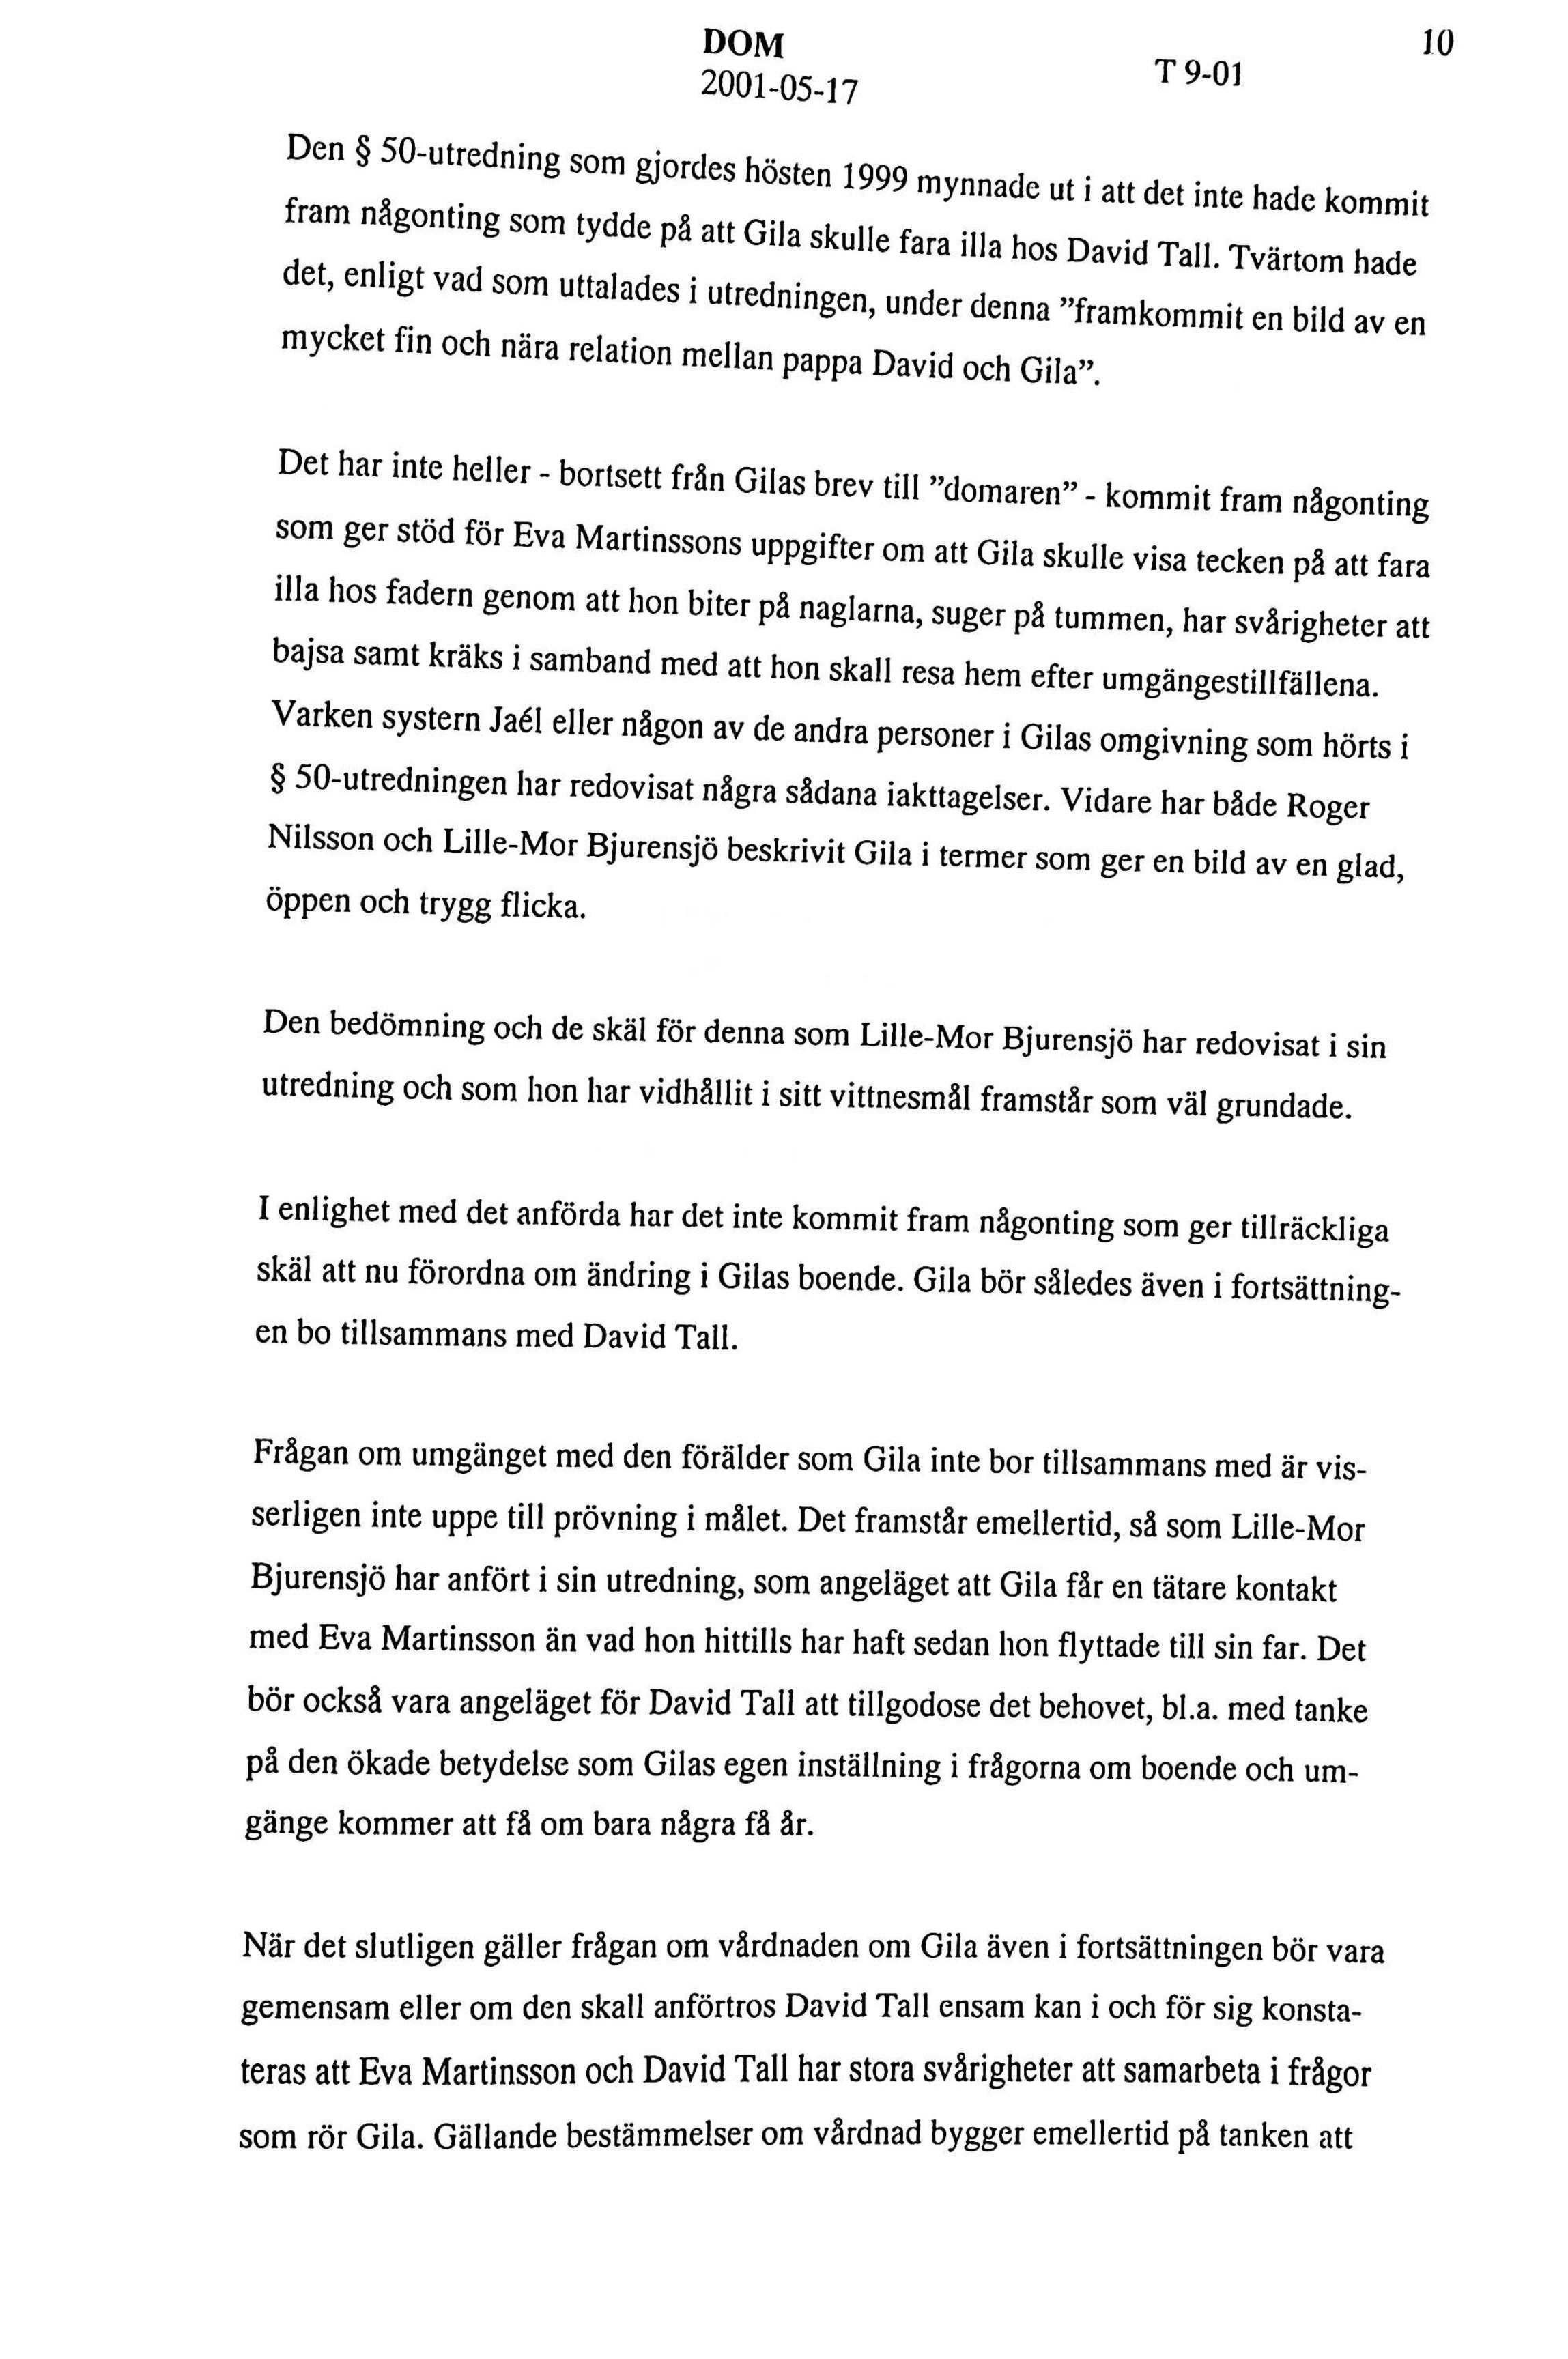 DOM
2001-05-17
T 9-01
10
Den § 50-utredning som gjordes hösten 1999 mynnade ut i att det inte hade kommit
fram någonting som tydde på att Gila skulle fara illa hos David Tall. Tvärtom hade
det, enligt vad som uttalades i utredningen, under denna ”framkommit en bild av en
mycket fin och nära relation mellan pappa David och Gila”.
Det har inte heller - bortsett från Gilas brev till ”domaren” - kommit fram någonting
som ger stöd för Eva Martinssons uppgifter om att Gila skulle visa tecken på att fara
illa hos fadern genom att hon biter på naglarna, suger på tummen, har svårigheter att
bajsa samt kräks i samband med att hon skall resa hem efter umgängestillfällena.
Varken systern Jaél eller någon av de andra personer i Gilas omgivning som hörts i
§ 50-utredningen har redovisat några sådana iakttagelser. Vidare har både Roger
Nilsson och Lille-Mor Bjurensjö beskrivit Gila i termer som ger en bild av en glad,
öppen och trygg flicka.
Den bedömning och de skäl för denna som Lille-Mor Bjurensjö har redovisat i sin
utredning och som hon har vidhållit i sitt vittnesmål framstår som väl grundade.
I enlighet med det anförda har det inte kommit fram någonting som ger tillräckliga
skäl att nu förordna om ändring i Gilas boende. Gila bör således även i fortsättning-
en bo tillsammans med David Tall.
Frågan om umgänget med den förälder som Gila inte bor tillsammans med är vis-
serligen inte uppe till prövning i målet. Det framstår emellertid, så som Lille-Mor
Bjurensjö har anfört i sin utredning, som angeläget att Gila får en tätare kontakt
med Eva Martinsson än vad hon hittills har haft sedan hon flyttade till sin far. Det
bör också vara angeläget för David Tall att tillgodose det behovet, bl.a. med tanke
på den ökade betydelse som Gilas egen inställning i frågorna om boende och um-
gänge kommer att få om bara några få år.
När det slutligen gäller frågan om vårdnaden om Gila även i fortsättningen bör vara
gemensam eller om den skall anförtros David Tall ensam kan i och för sig konsta-
teras att Eva Martinsson och David Tall har stora svårigheter att samarbeta i frågor
som rör Gila. Gällande bestämmelser om vårdnad bygger emellertid på tanken att